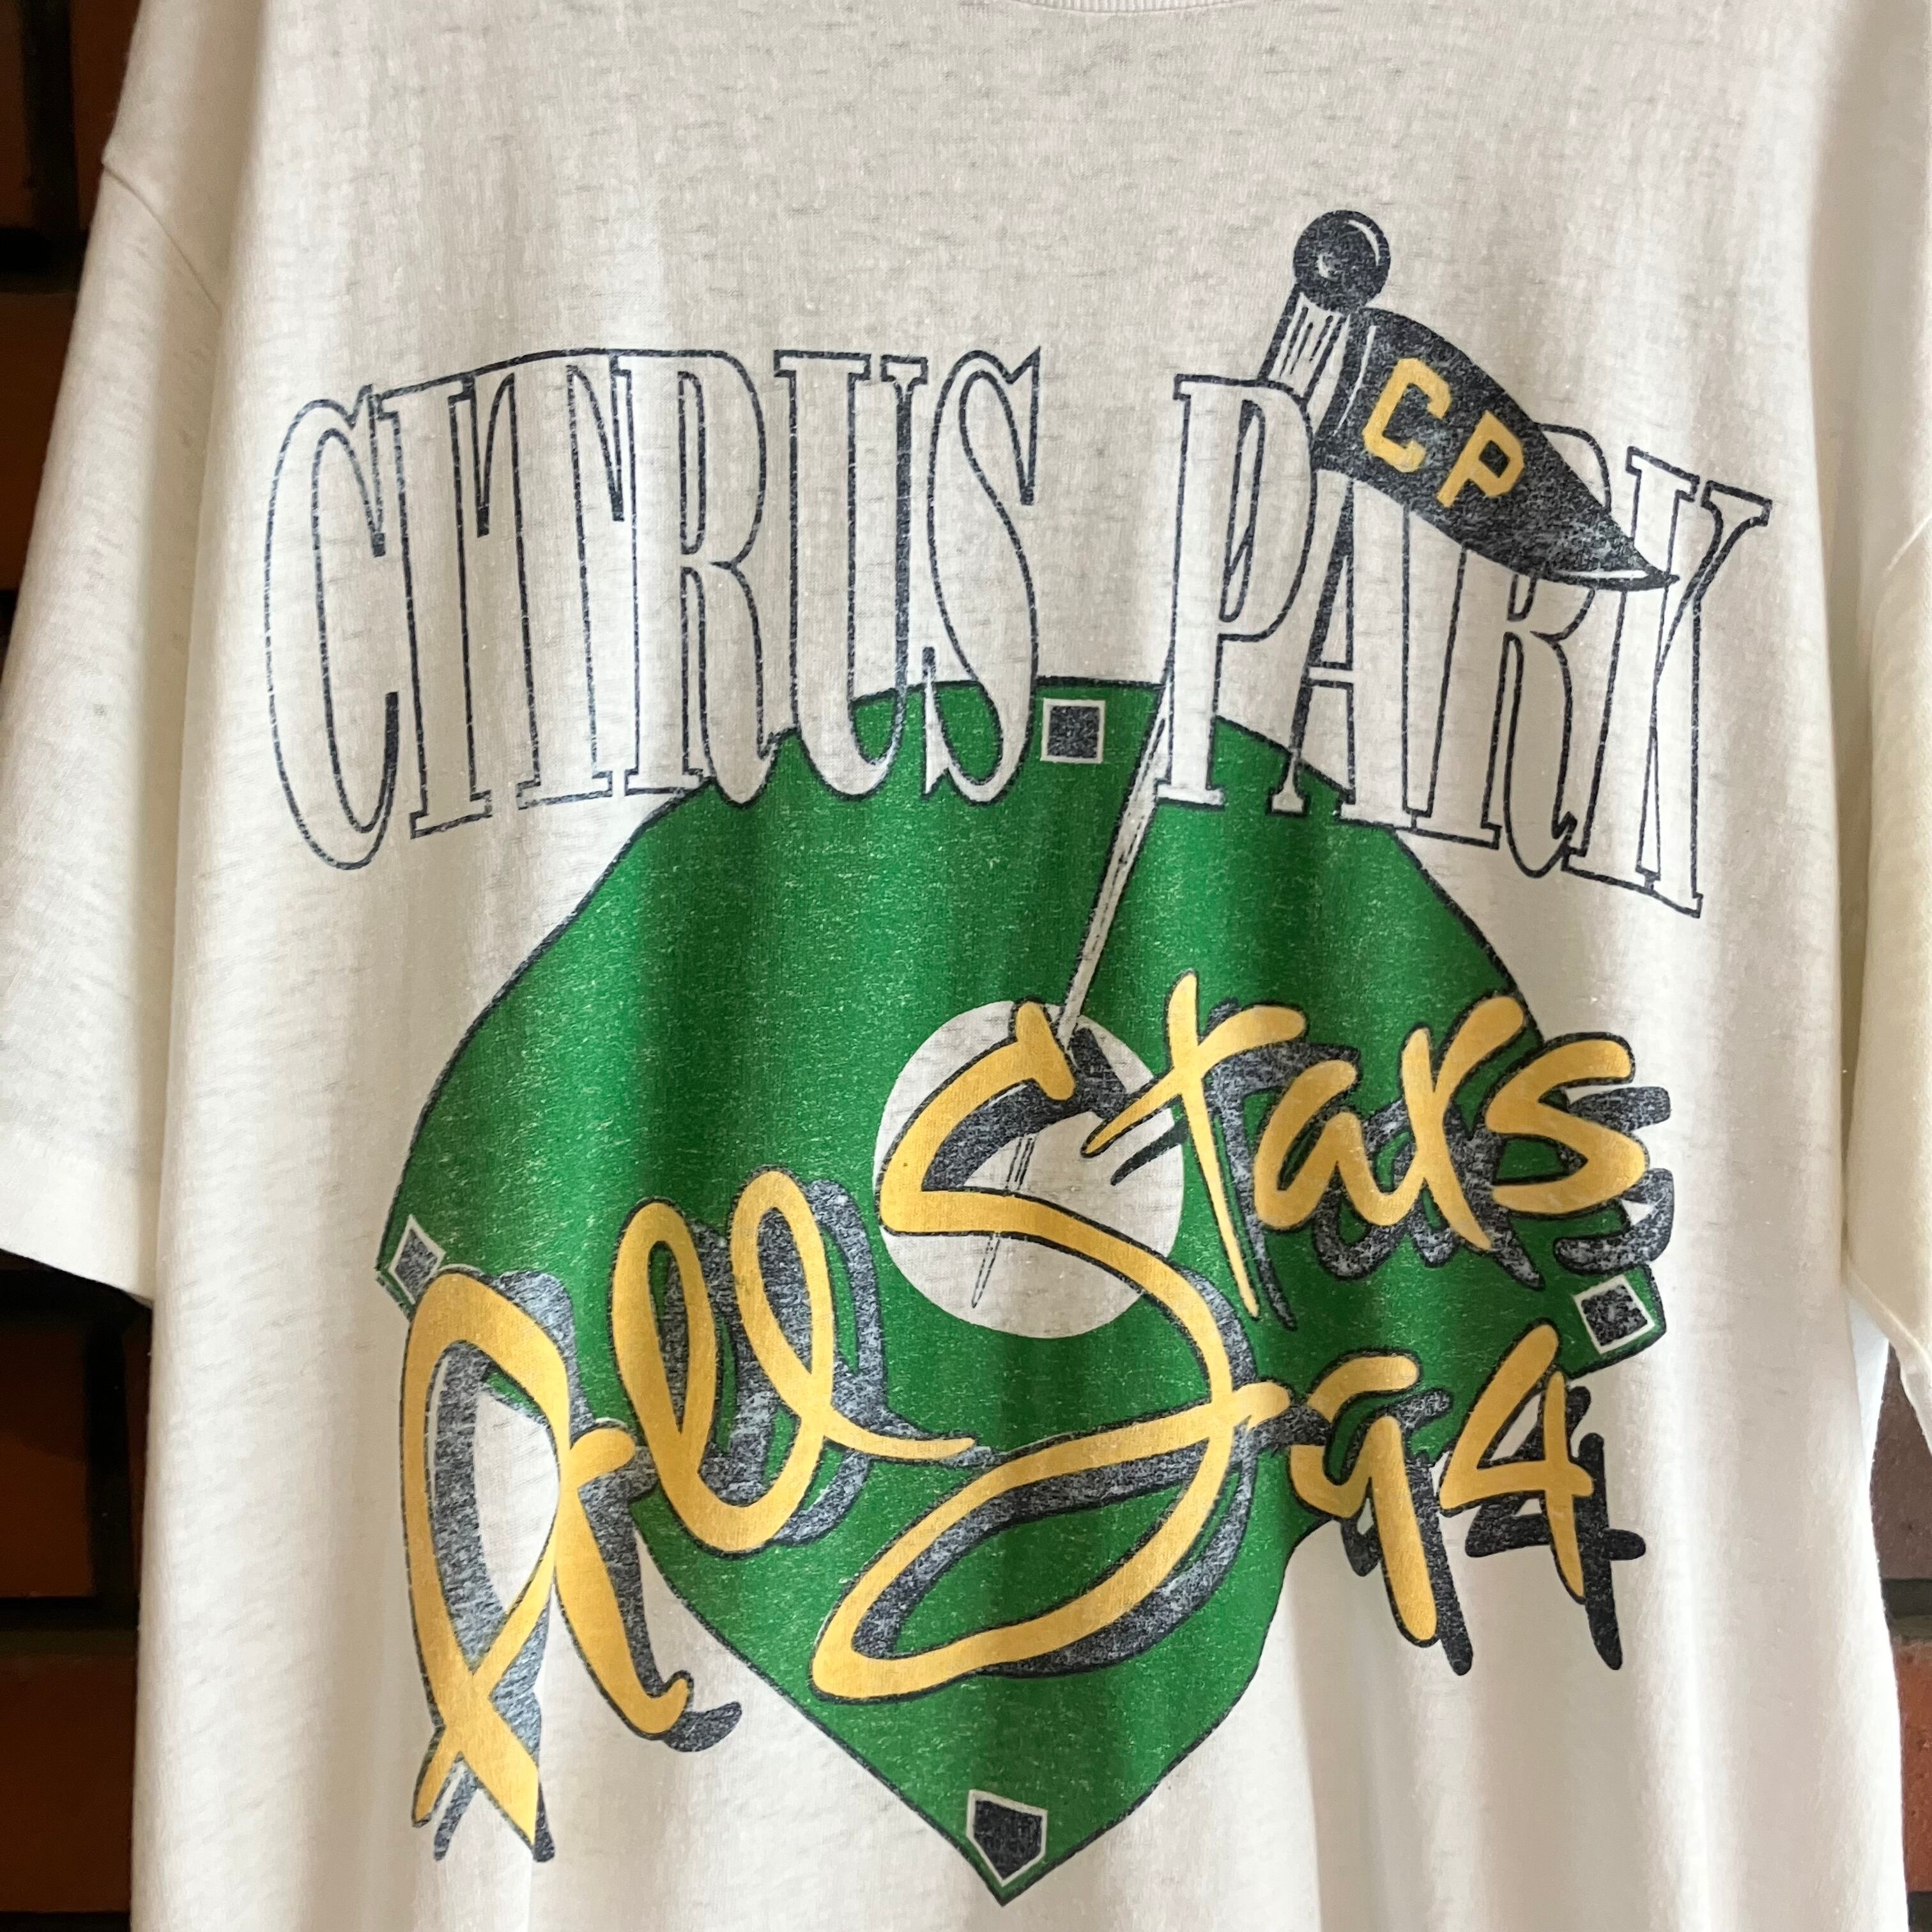 CITRUS PARK
CP
All Stars
94